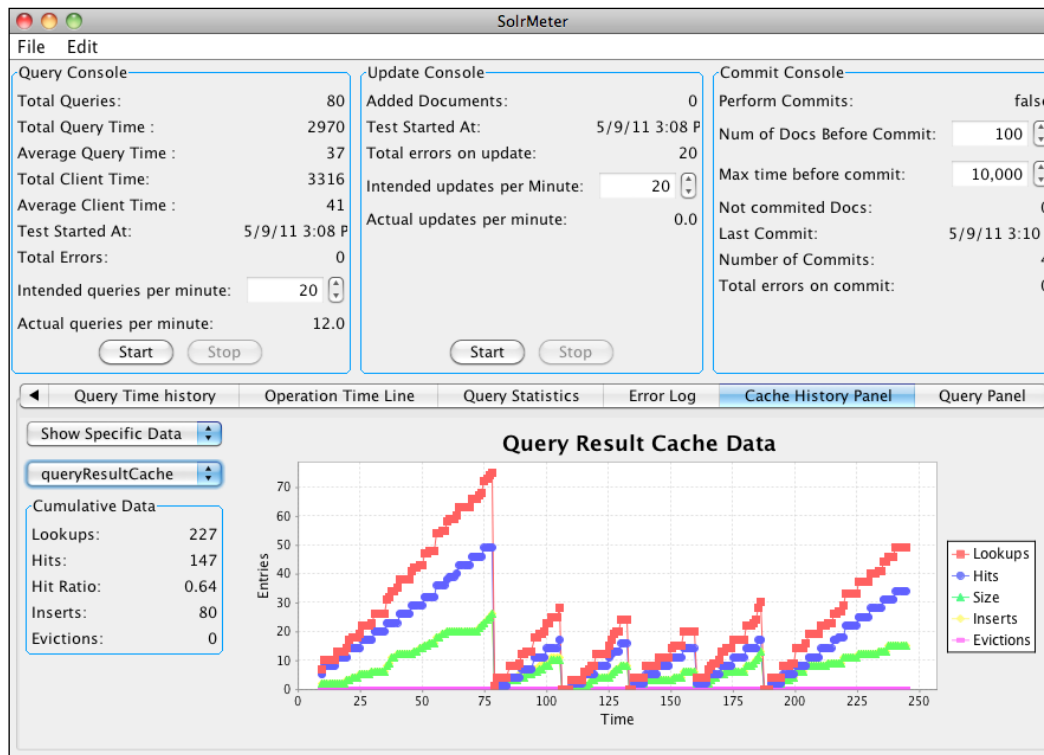 SolrMeter
File Edit
Query Console
Total Queries: 80
Total Query Time : 2970
Average Query Time : 37
Total Client Time: 3316
Average Client Time : 41
Test Started At: 5/9/11 3:08 P
Total Errors: 0
Intended queries per minute: 20
Actual queries per minute: 12.0
Start Stop
Update Console
Added Documents: 0
Test Started At: 5/9/11 3:08 P
Total errors on update: 20
Intended updates per Minute: 20
Actual updates per minute: 0.0
Start Stop
Commit Console
Perform Commits: false
Num of Docs Before Commit: 100
Max time before commit: 10,000
Not commited Docs:
Last Commit: 5/9/11 3:10
Number of Commits:
Total errors on commit:
Query Time history Operation Time Line Query Statistics Error Log Cache History Panel Query Panel
Show Specific Data
queryResultCache
Cumulative Data
Lookups: 227
Hits: 147
Hit Ratio: 0.64
Inserts: 80
Evictions: 0
Query Result Cache Data
Entries
70
60
50
40
30
20
10
0
0 25 50 75 100 125 150 175 200 225 250
Time
Lookups
Hits
Size
Inserts
Evictions